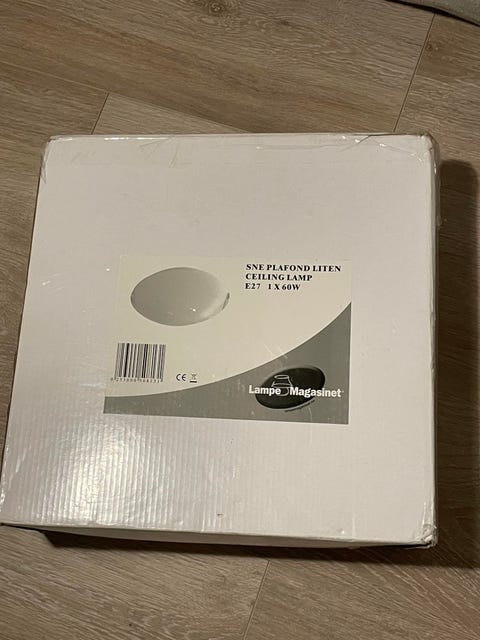 SNE PLAFOND LITEN
CEILING LAMP
E27 1 X 60W
CE
Lampe Magasinet